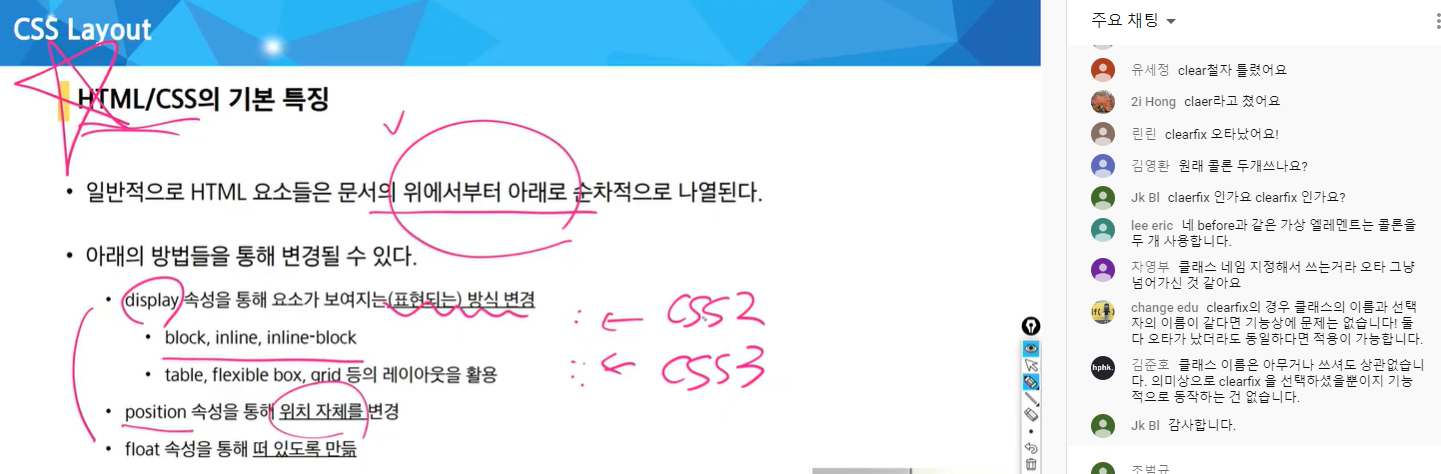 CSS Layout
HTML/CSS의 기본 특징
• 일반적으로 HTML 요소들은 문서의 위에서부터 아래로 순차적으로 나열된다.
• 아래의 방법들을 통해 변경될 수 있다.
• display 속성을 통해 요소가 보여지는(표현되는) 방식 변경
• block, inline, inline-block
• table, flexible box, grid 등의 레이아웃을 활용
• position 속성을 통해 위치 자체를 변경
• float 속성을 통해 떠 있도록 만듦
: ← CSS2
:: ← CSS3
주요 채팅
유세정 clear철자 틀렸어요
2i Hong claer라고 쳤어요
린린 clearfix 오타났어요!
김영환 원래 콜론 두개쓰나요?
Jk Bl claerfix 인가요 clearfix 인가요?
lee eric 네 before과 같은 가상 엘레멘트는 콜론을
두 개 사용합니다.
차영부 클래스 네임 지정해서 쓰는거라 오타 그냥
넘어가신 것 같아요
change edu clearfix의 경우 클래스의 이름과 선택
자의 이름이 같다면 기능상에 문제는 없습니다! 둘
다 오타가 났더라도 동일하다면 적용이 가능합니다.
hphk.
김준호 클래스 이름은 아무거나 쓰셔도 상관없습니
다. 의미상으로 clearfix 을 선택하셨을뿐이지 기능
적으로 동작하는 건 없습니다.
Jk Bl 감사합니다.
조범규